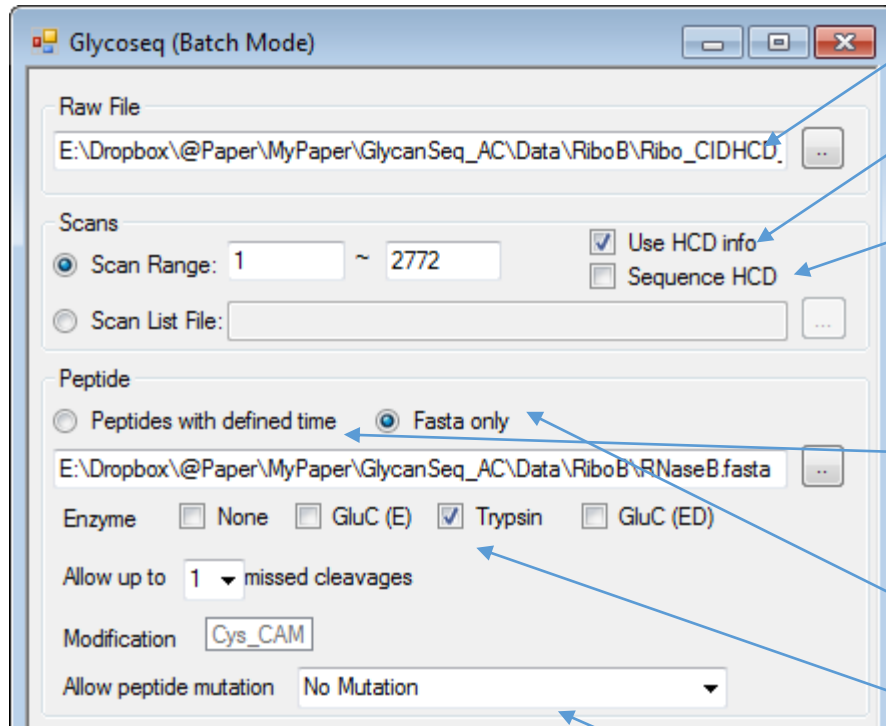 Glycoseq (Batch Mode)
Raw File
E:\Dropbox\@Paper\MyPaper\GlycanSeq_AC\Data\RiboB\Ribo_CIDHCD_
..
Scans
Scan Range: 1 ~ 2772
Use HCD info
Sequence HCD
Scan List File:
...
Peptide
Peptides with defined time Fasta only
E:\Dropbox\@Paper\MyPaper\GlycanSeq_AC\Data\RiboB\RNaseB.fasta
..
Enzyme None GluC (E) Trypsin GluC (ED)
Allow up to 1 missed cleavages
Modification Cys_CAM
Allow peptide mutation No Mutation